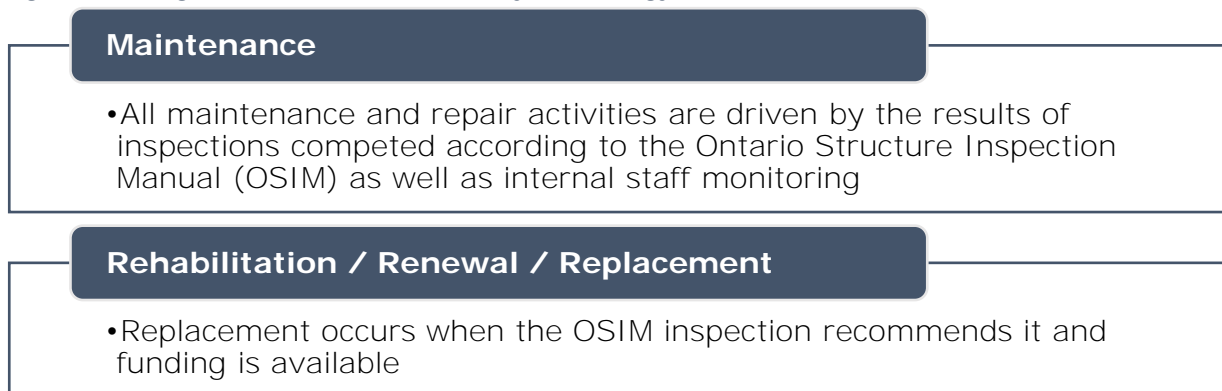 Maintenance
•All maintenance and repair activities are driven by the results of
inspections competed according to the Ontario Structure Inspection
Manual (OSIM) as well as internal staff monitoring
Rehabilitation / Renewal / Replacement
•Replacement occurs when the OSIM inspection recommends it and
funding is available